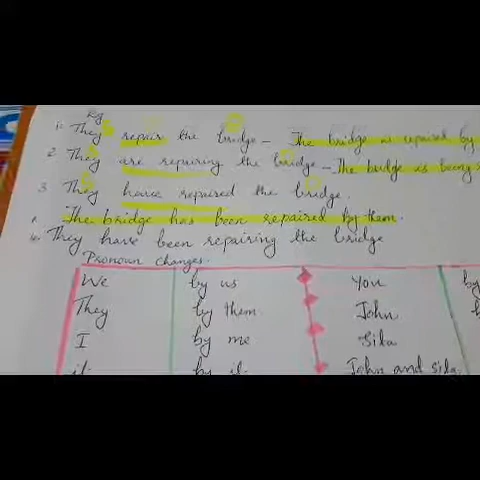 1. They repair the bridge - The bridge is repaired by
2. They are repairing the bridge - The bridge is being
3. They have repaired the bridge.
The bridge has been repaired by them.
They have been repairing the bridge
Pronoun changes.
We by us You by
They by them John
I by me Sita
it by it John and Sita